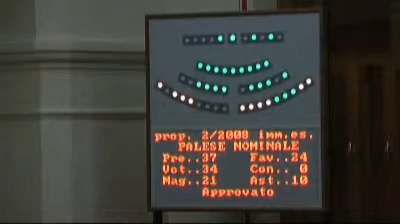 prop. 2/2008 imm.es.
PALESE NOMINALE
Pre..37 Fav..24
Vot..34 Con.. 0
Mag..21 Ast..10
Approvato